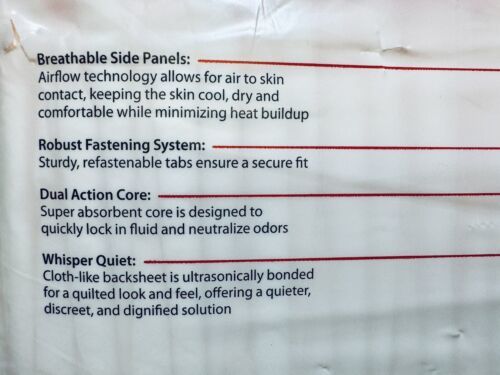 Breathable Side Panels:
Airflow technology allows for air to skin
contact, keeping the skin cool, dry and
comfortable while minimizing heat buildup
Robust Fastening System:
Sturdy, refastenable tabs ensure a secure fit
Dual Action Core:
Super absorbent core is designed to
quickly lock in fluid and neutralize odors
Whisper Quiet:
Cloth-like backsheet is ultrasonically bonded
for a quilted look and feel, offering a quieter,
discreet, and dignified solution